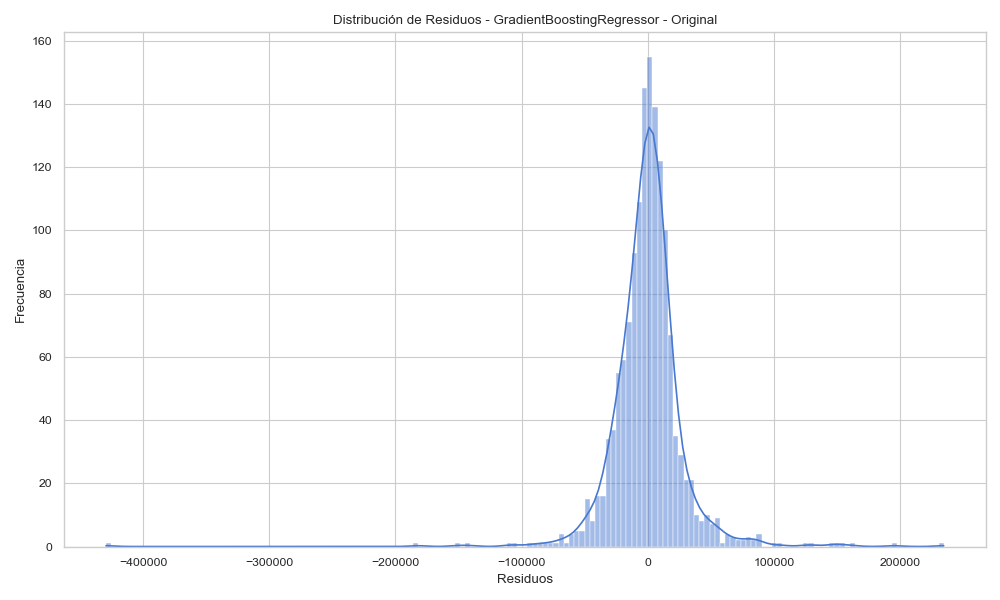 Distribución de Residuos - GradientBoostingRegressor - Original
Frecuencia
160
140
120
100
80
60
40
20
0
−400000 −300000 −200000 −100000 0 100000 200000
Residuos